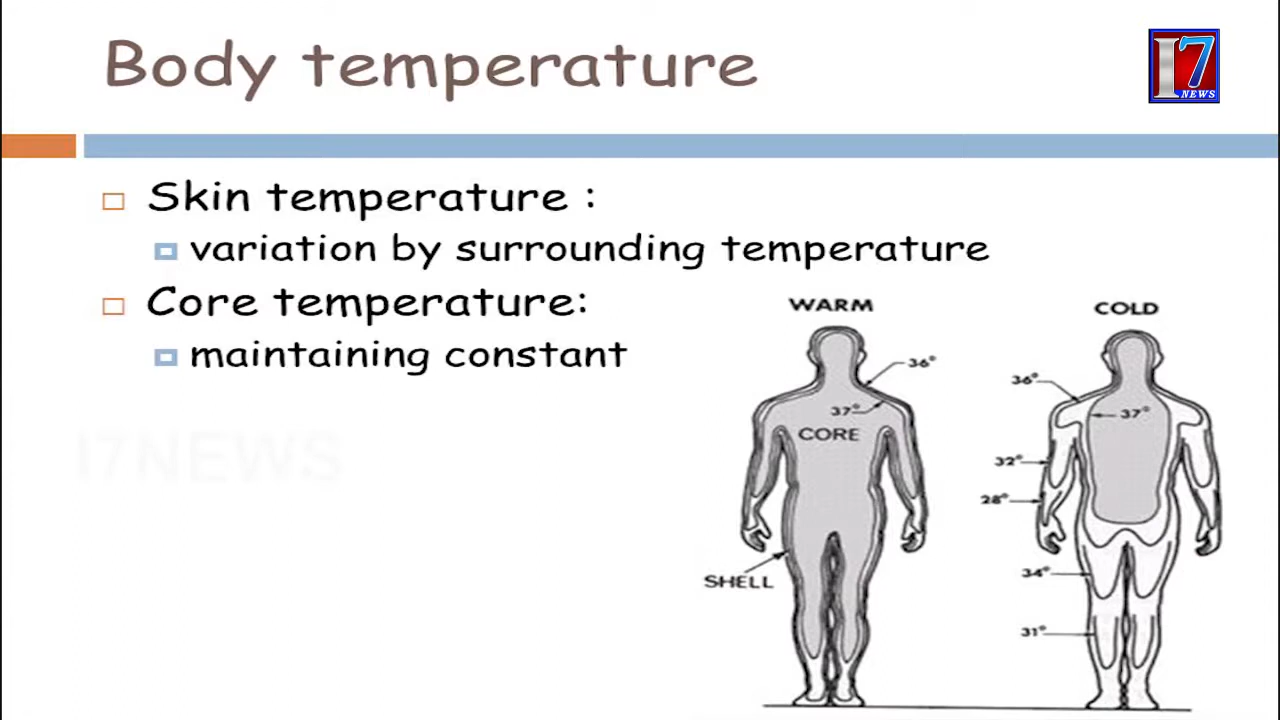 Body temperature
I7
NEWS
Skin temperature :
variation by surrounding temperature
Core temperature:
maintaining constant
WARM
COLD
36°
37°
CORE
SHELL
36°
37°
32°
28°
34°
31°
I7NEWS